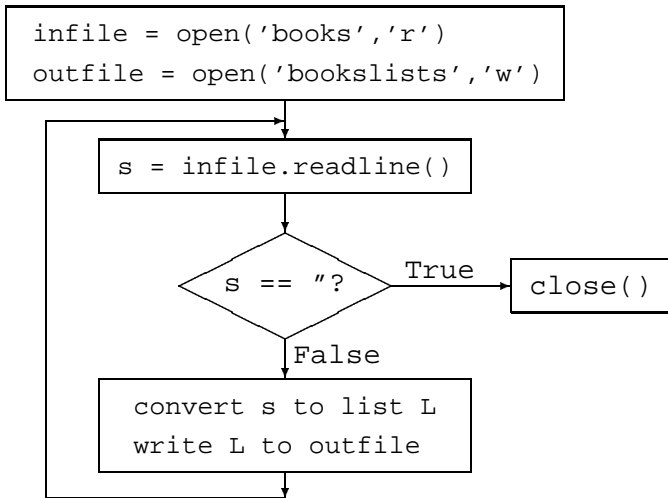 infile = open('books','r')
outfile = open('bookslists','w')
s = infile.readline()
s == ''?
True
close()
False
convert s to list L
write L to outfile